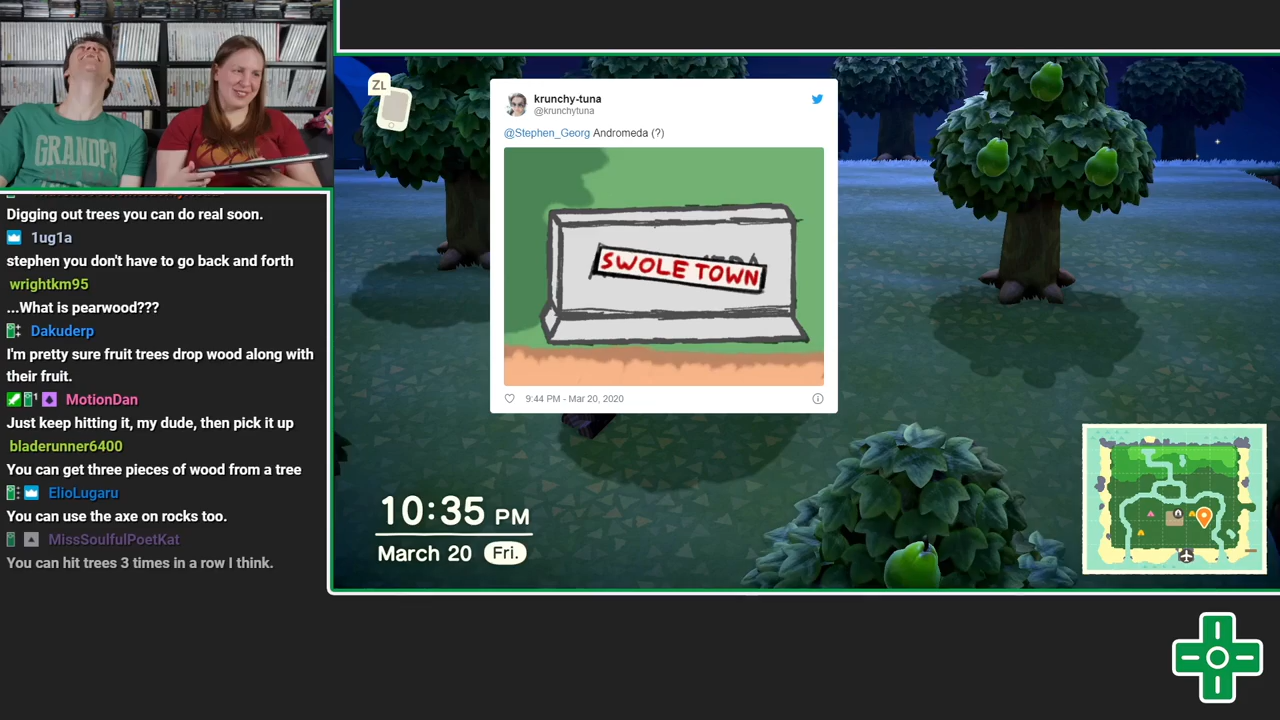 GRANDPA
Digging out trees you can do real soon.
1ug1a
stephen you don't have to go back and forth
wrightkm95
...What is pearwood???
Dakuderp
I'm pretty sure fruit trees drop wood along with
their fruit.
MotionDan
Just keep hitting it, my dude, then pick it up
bladerunner6400
You can get three pieces of wood from a tree
ElioLugaru
You can use the axe on rocks too.
MissSoulfulPoetKat
You can hit trees 3 times in a row I think.
ZL
krunchy-tuna
@krunchytuna
@Stephen_Georg Andromeda (?)
SWOLE TOWN
9:44 PM - Mar 20, 2020
10:35 PM
March 20 Fri.